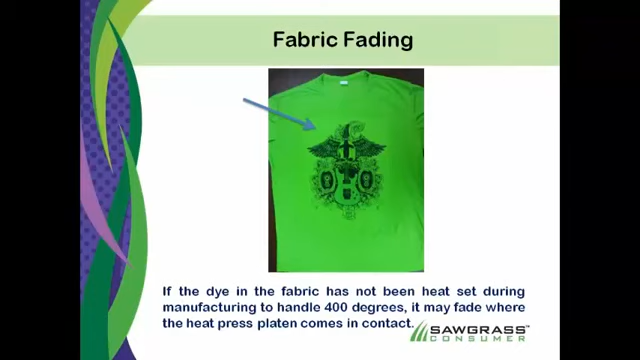 Fabric Fading
If the dye in the fabric has not been heat set during
manufacturing to handle 400 degrees, it may fade where
the heat press platen comes in contact.
SAWGRASS™
CONSUMER